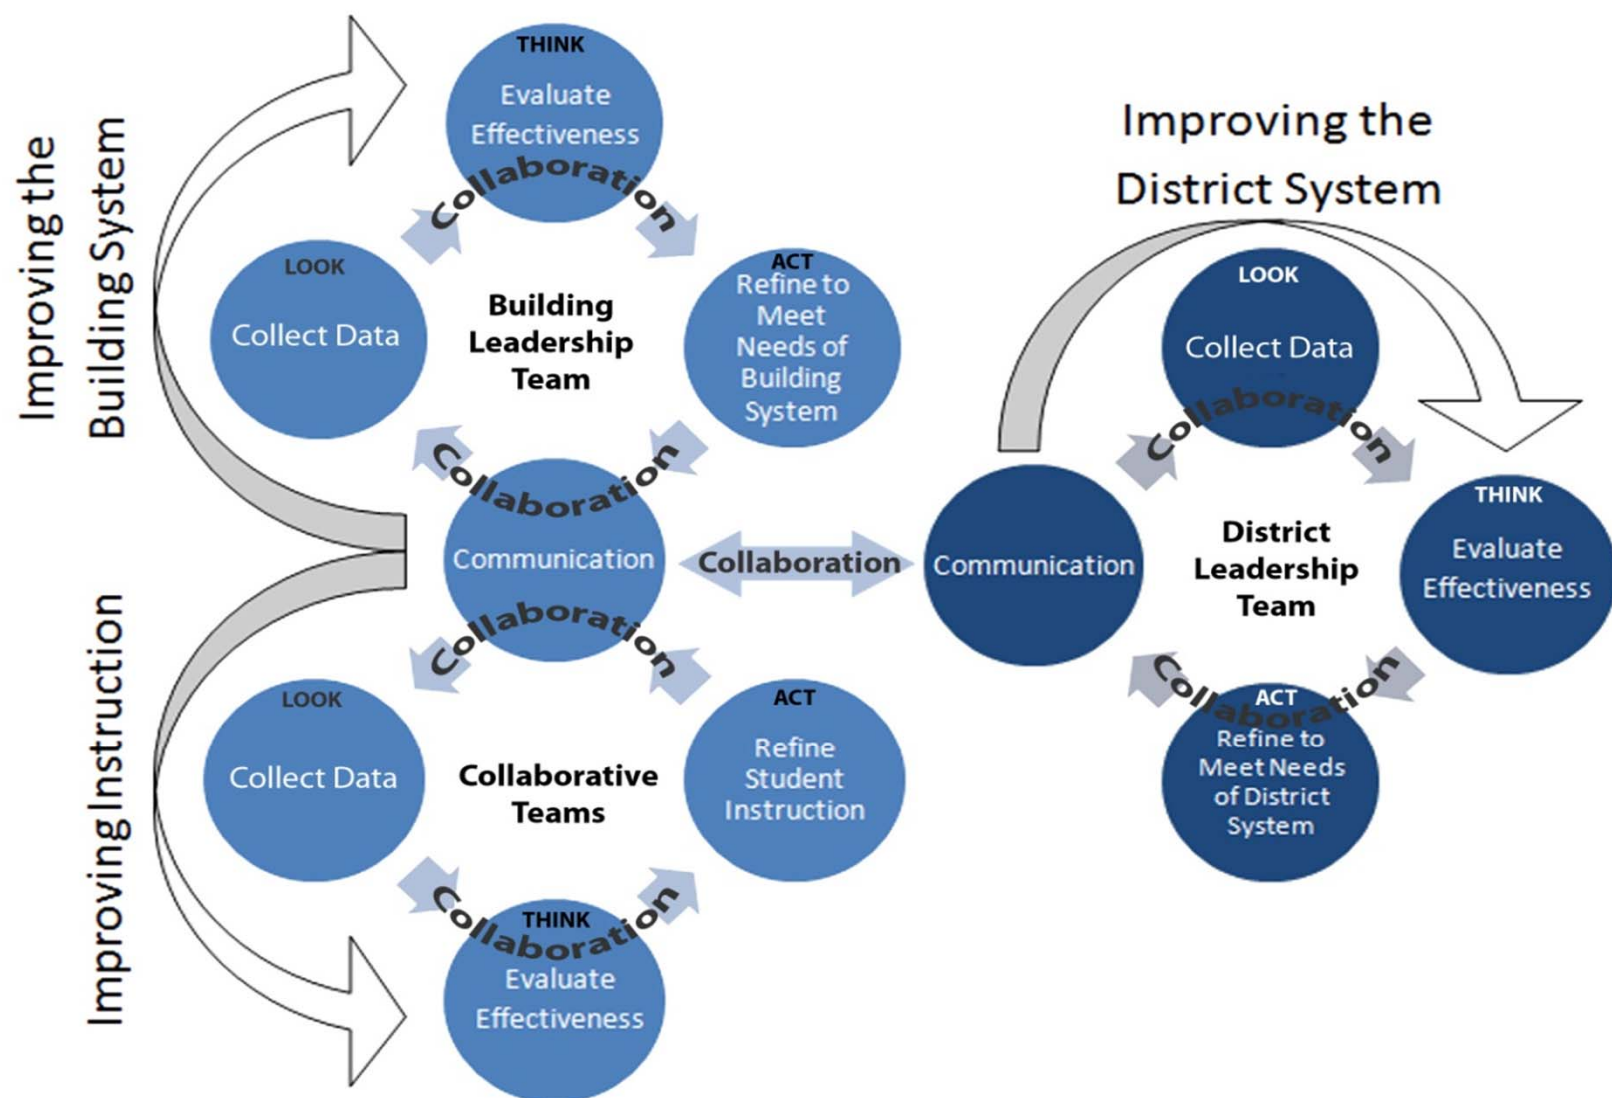 Improving the
Building System
THINK
Evaluate
Effectiveness
Collaboration
LOOK
Collect Data
Building
Leadership
Team
ACT
Refine to
Meet
Needs of
Building
System
Collaboration
Communication
Collaboration
Improving Instruction
LOOK
Collect Data
Collaborative
Teams
ACT
Refine
Student
Instruction
Collaboration
THINK
Evaluate
Effectiveness
Collaboration
Improving the
District System
LOOK
Collect Data
Collaboration
Communication
District
Leadership
Team
THINK
Evaluate
Effectiveness
Collaboration
ACT
Refine to
Meet Needs
of District
System